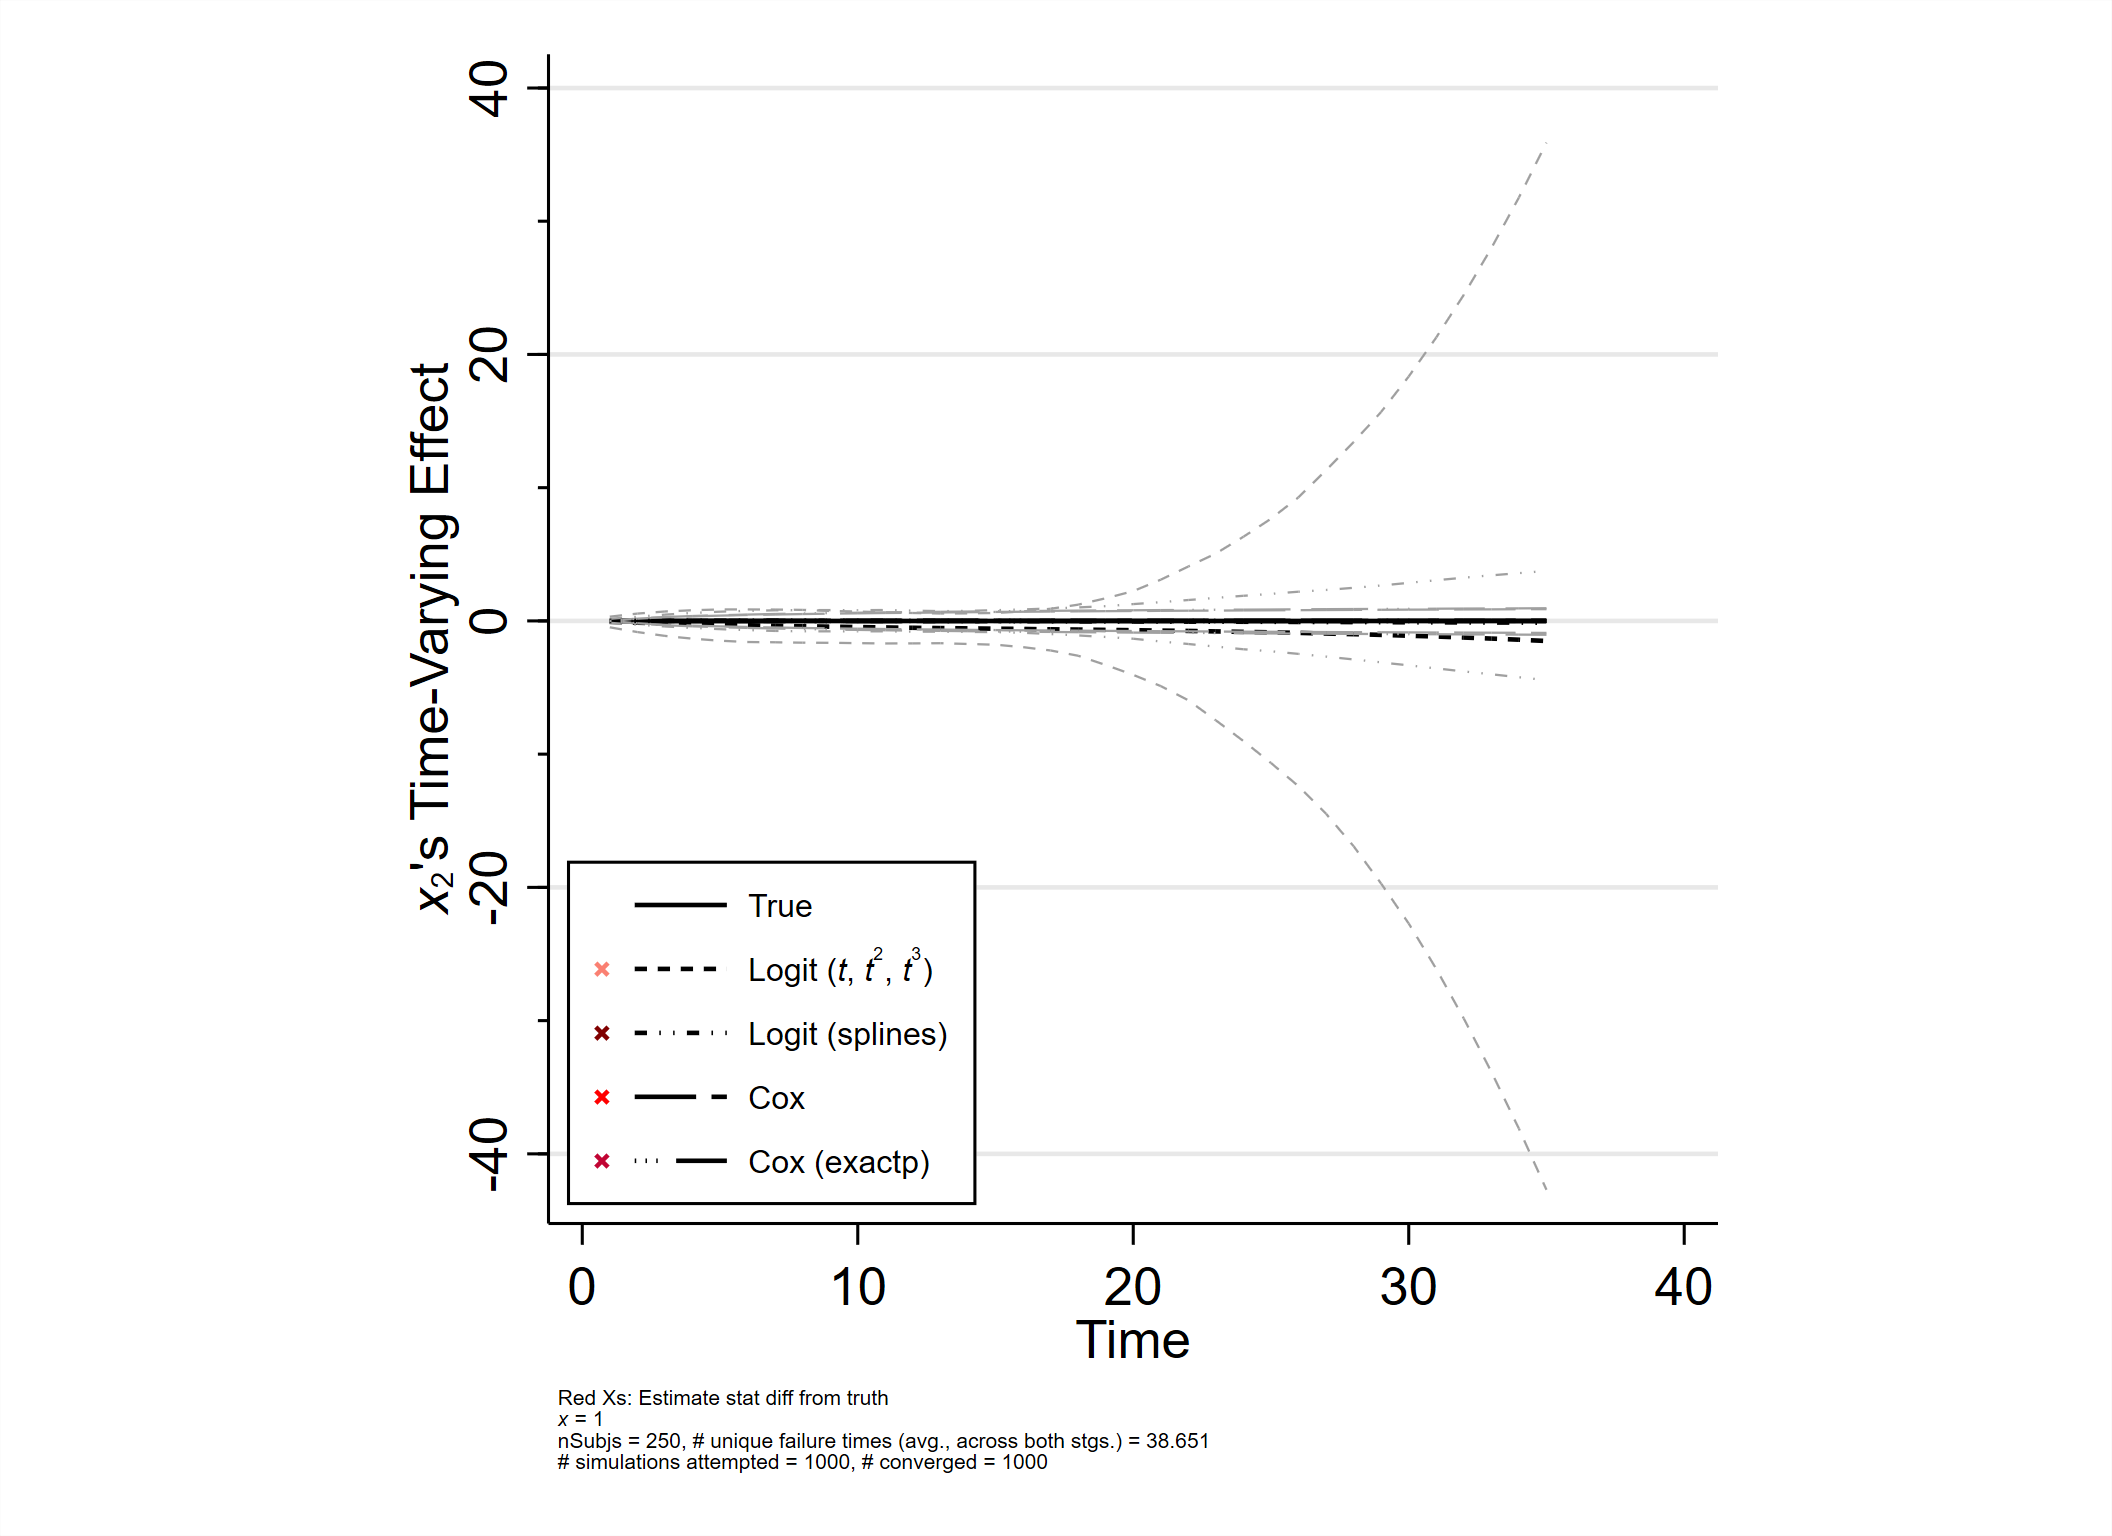 x₂'s Time-Varying Effect
40
20
0
-20
-40
True
Logit (t, t², t³)
Logit (splines)
Cox
Cox (exactp)
0 10 20 30 40
Time
Red Xs: Estimate stat diff from truth
x = 1
nSubjs = 250, # unique failure times (avg., across both stgs.) = 38.651
# simulations attempted = 1000, # converged = 1000